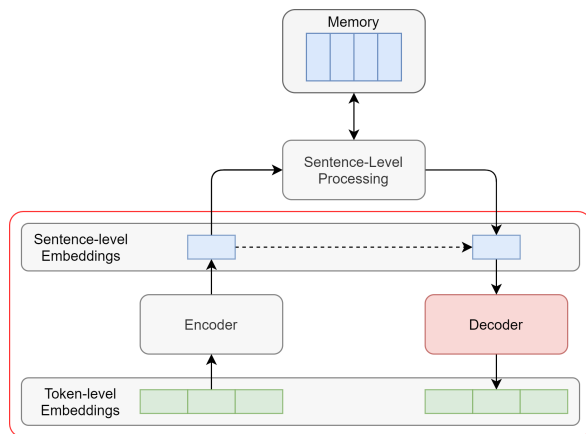 Memory
Sentence-Level
Processing
Sentence-level
Embeddings
Encoder
Decoder
Token-level
Embeddings